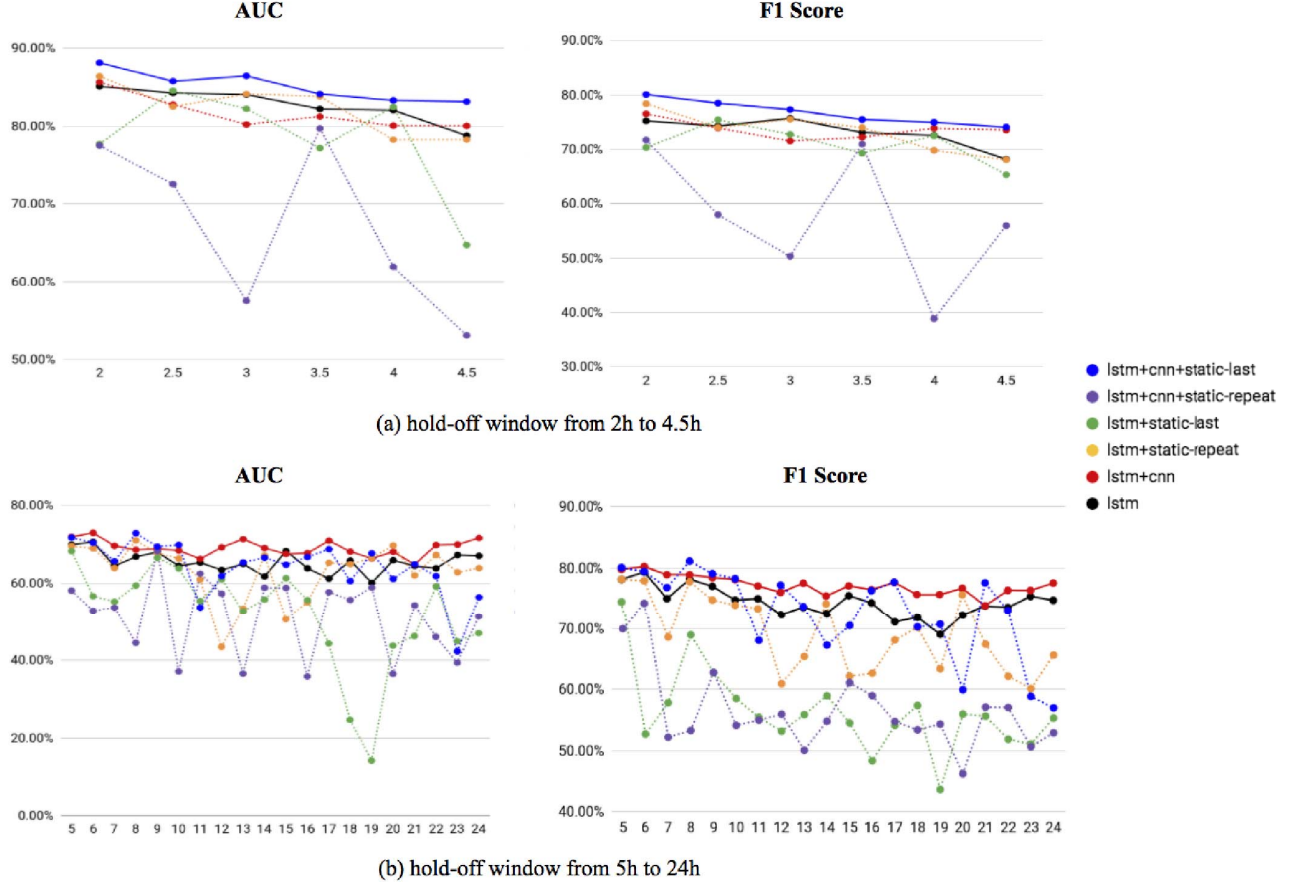 AUC
F1 Score
90.00%
80.00%
70.00%
60.00%
50.00%
2 2.5 3 3.5 4 4.5
90.00%
80.00%
70.00%
60.00%
50.00%
40.00%
30.00%
2 2.5 3 3.5 4 4.5
(a) hold-off window from 2h to 4.5h
lstm+cnn+static-last
lstm+cnn+static-repeat
lstm+static-last
lstm+static-repeat
lstm+cnn
lstm
AUC
F1 Score
80.00%
60.00%
40.00%
20.00%
0.00%
5 6 7 8 9 10 11 12 13 14 15 16 17 18 19 20 21 22 23 24
90.00%
80.00%
70.00%
60.00%
50.00%
40.00%
5 6 7 8 9 10 11 12 13 14 15 16 17 18 19 20 21 22 23 24
(b) hold-off window from 5h to 24h